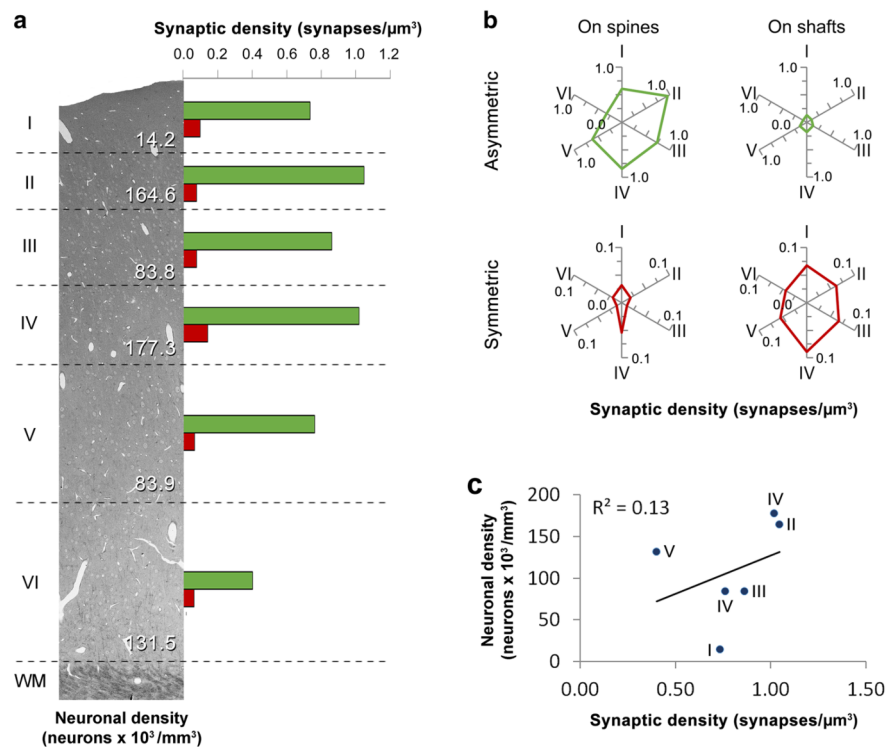 a
Synaptic density (synapses/µm³)
0.0 0.2 0.4 0.6 0.8 1.0 1.2
I
14.2
II
164.6
III
83.8
IV
177.3
V
83.9
VI
131.5
WM
Neuronal density
(neurons x 10³/mm³)
b
On spines
On shafts
Asymmetric
I
1.0
VI
1.0
1.0
II
0.0
V
1.0
1.0
III
1.0
IV
I
1.0
VI
1.0
1.0
II
0.0
V
1.0
1.0
III
1.0
IV
Symmetric
I
0.1
VI
0.1
0.1
II
0.0
V
0.1
0.1
III
0.1
IV
I
0.1
VI
0.1
0.1
II
0.0
V
0.1
0.1
III
0.1
IV
Synaptic density (synapses/µm³)
c
Neuronal density
(neurons x 10³/mm³)
200
150
100
50
0
R² = 0.13
IV
II
V
IV
III
I
0.00 0.50 1.00 1.50
Synaptic density (synapses/µm³)